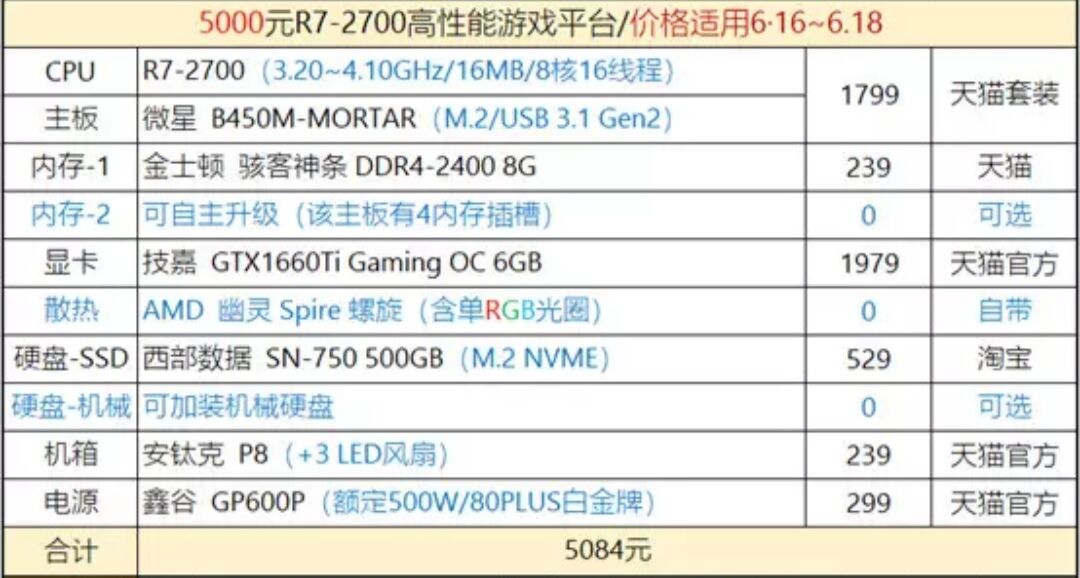 5000元R7-2700高性能游戏平台/价格适用6·16~6.18
CPU R7-2700（3.20~4.10GHz/16MB/8核16线程） 1799 天猫套装
主板 微星 B450M-MORTAR（M.2/USB 3.1 Gen2）
内存-1 金士顿 骇客神条 DDR4-2400 8G 239 天猫
内存-2 可自主升级（该主板有4内存插槽） 0 可选
显卡 技嘉 GTX1660Ti Gaming OC 6GB 1979 天猫官方
散热 AMD 幽灵 Spire 螺旋（含单RGB光圈） 0 自带
硬盘-SSD 西部数据 SN-750 500GB（M.2 NVME） 529 淘宝
硬盘-机械 可加装机械硬盘 0 可选
机箱 安钛克 P8（+3 LED风扇） 239 天猫官方
电源 鑫谷 GP600P（额定500W/80PLUS白金牌） 299 天猫官方
合计 5084元